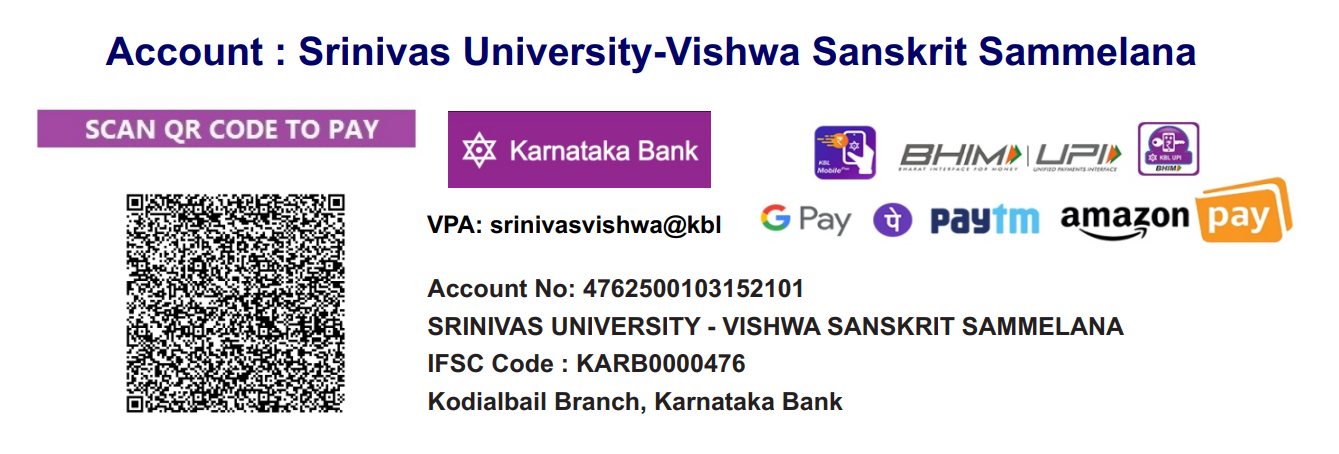 Account : Srinivas University-Vishwa Sanskrit Sammelana
SCAN QR CODE TO PAY
Karnataka Bank
KBL
Mobile Plus
BHIM
BHARAT INTERFACE FOR MONEY
UPI
UNIFIED PAYMENTS INTERFACE
KBL UPI
BHIM
VPA: srinivasvishwa@kbl
G Pay
पे
paytm
amazon pay
Account No: 4762500103152101
SRINIVAS UNIVERSITY - VISHWA SANSKRIT SAMMELANA
IFSC Code : KARB0000476
Kodialbail Branch, Karnataka Bank